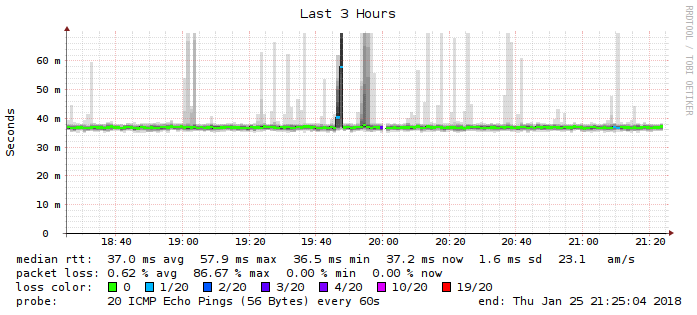 Last 3 Hours
RRDTOOL / TOBI OETIKER
Seconds
60 m
50 m
40 m
30 m
20 m
10 m
0
18:40 19:00 19:20 19:40 20:00 20:20 20:40 21:00 21:20
median rtt: 37.0 ms avg 57.9 ms max 36.5 ms min 37.2 ms now 1.6 ms sd 23.1 am/s
packet loss: 0.62 % avg 86.67 % max 0.00 % min 0.00 % now
loss color: 0 1/20 2/20 3/20 4/20 10/20 19/20
probe: 20 ICMP Echo Pings (56 Bytes) every 60s end: Thu Jan 25 21:25:04 2018